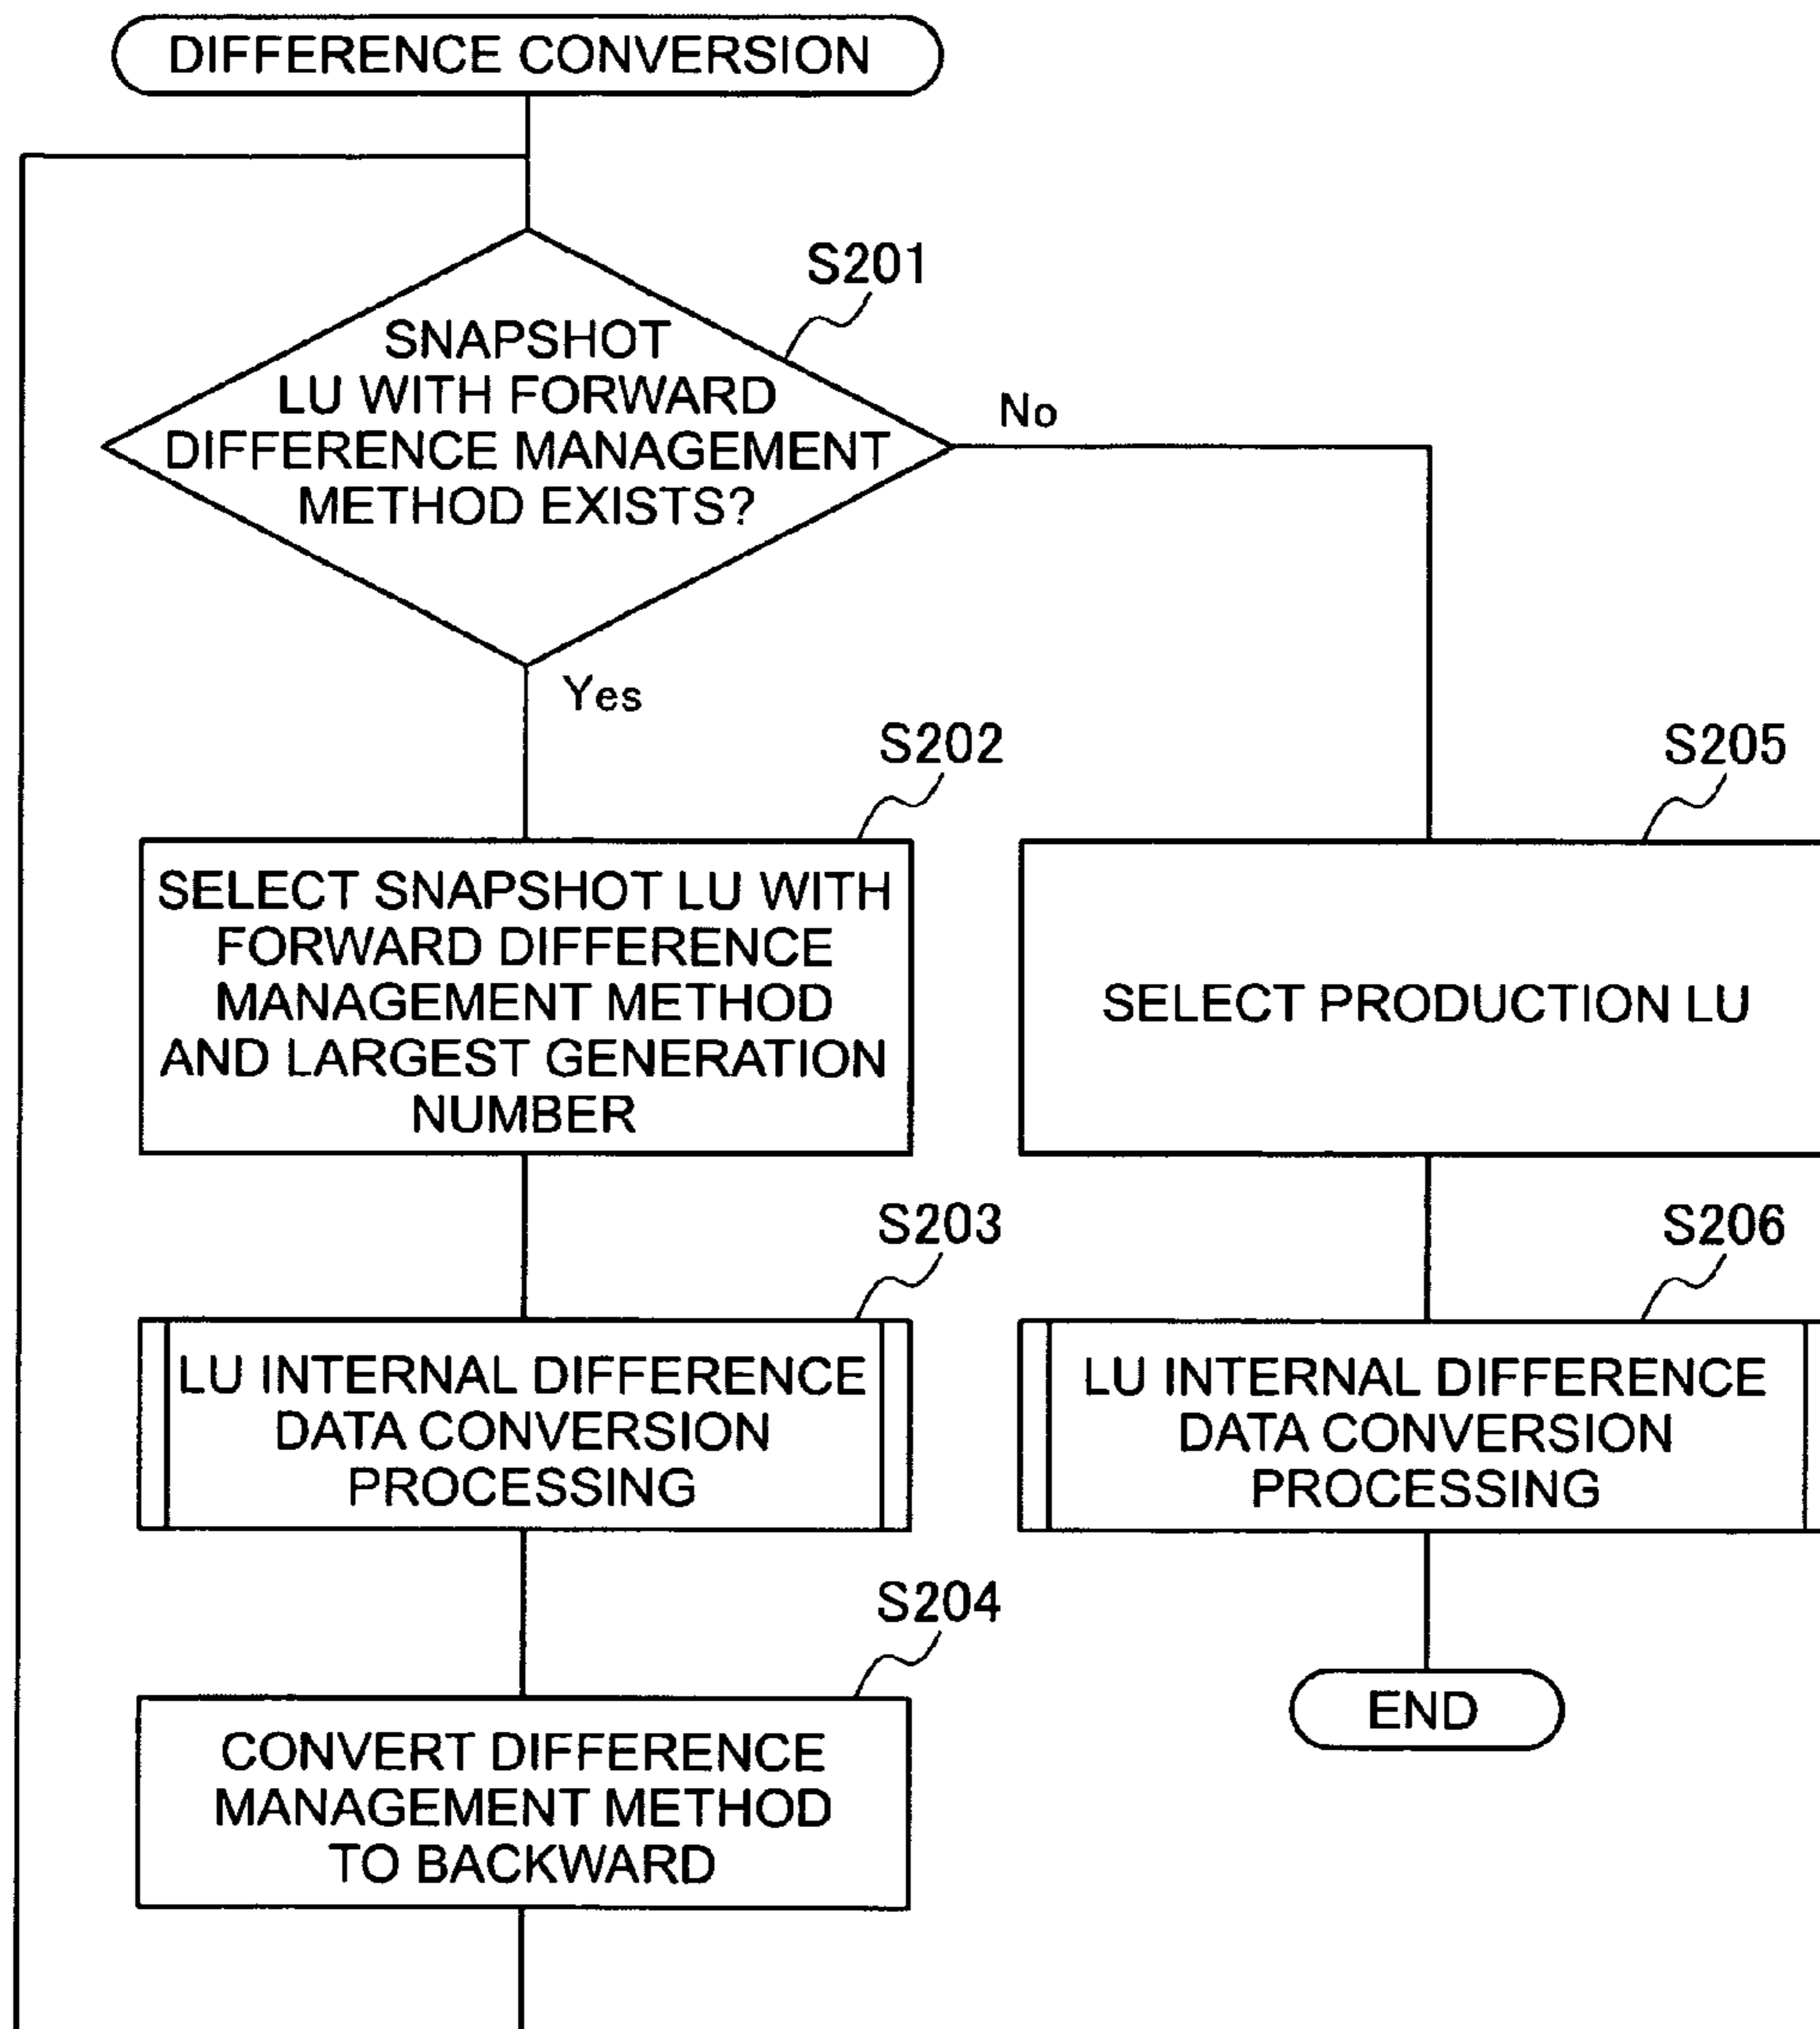 DIFFERENCE CONVERSION
S201
SNAPSHOT
LU WITH FORWARD
DIFFERENCE MANAGEMENT
METHOD EXISTS?
No
Yes
S202
SELECT SNAPSHOT LU WITH
FORWARD DIFFERENCE
MANAGEMENT METHOD
AND LARGEST GENERATION
NUMBER
S205
SELECT PRODUCTION LU
S203
LU INTERNAL DIFFERENCE
DATA CONVERSION
PROCESSING
S206
LU INTERNAL DIFFERENCE
DATA CONVERSION
PROCESSING
S204
CONVERT DIFFERENCE
MANAGEMENT METHOD
TO BACKWARD
END